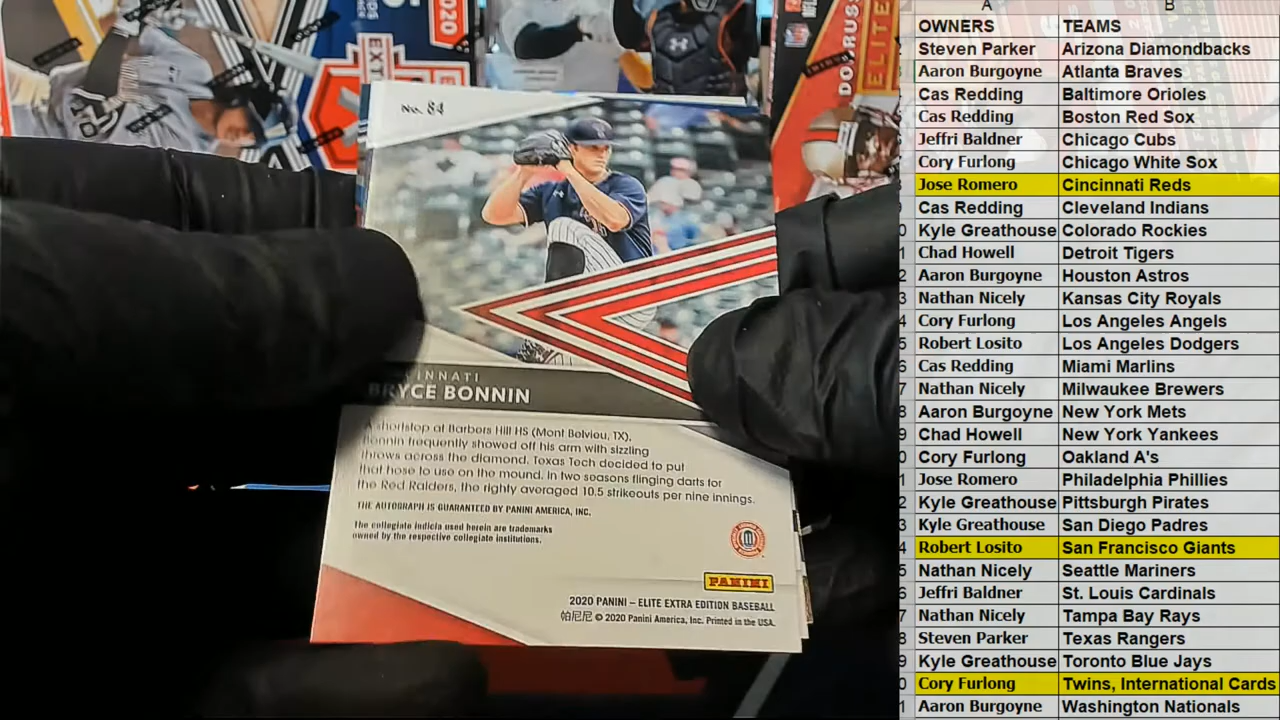 2020
EXT
DONRUSS
ELITE
No. 84
CINNATI
BRYCE BONNIN
A shortstop at Barbers Hill HS (Mont Belvieu, TX),
Bonnin frequently showed off his arm with sizzling
throws across the diamond. Texas Tech decided to put
that hose to use on the mound. In two seasons flinging darts for
the Red Raiders, the righty averaged 10.5 strikeouts per nine innings.
THE AUTOGRAPH IS GUARANTEED BY PANINI AMERICA, INC.
The collegiate indicia used herein are trademarks
owned by the respective collegiate institutions.
PANINI
2020 PANINI – ELITE EXTRA EDITION BASEBALL
帕尼尼 © 2020 Panini America, Inc. Printed in the USA.
A B
OWNERS TEAMS
Steven Parker Arizona Diamondbacks
Aaron Burgoyne Atlanta Braves
Cas Redding Baltimore Orioles
Cas Redding Boston Red Sox
Jeffri Baldner Chicago Cubs
Cory Furlong Chicago White Sox
Jose Romero Cincinnati Reds
Cas Redding Cleveland Indians
Kyle Greathouse Colorado Rockies
Chad Howell Detroit Tigers
Aaron Burgoyne Houston Astros
Nathan Nicely Kansas City Royals
Cory Furlong Los Angeles Angels
Robert Losito Los Angeles Dodgers
Cas Redding Miami Marlins
Nathan Nicely Milwaukee Brewers
Aaron Burgoyne New York Mets
Chad Howell New York Yankees
Cory Furlong Oakland A's
Jose Romero Philadelphia Phillies
Kyle Greathouse Pittsburgh Pirates
Kyle Greathouse San Diego Padres
Robert Losito San Francisco Giants
Nathan Nicely Seattle Mariners
Jeffri Baldner St. Louis Cardinals
Nathan Nicely Tampa Bay Rays
Steven Parker Texas Rangers
Kyle Greathouse Toronto Blue Jays
Cory Furlong Twins, International Cards
Aaron Burgoyne Washington Nationals